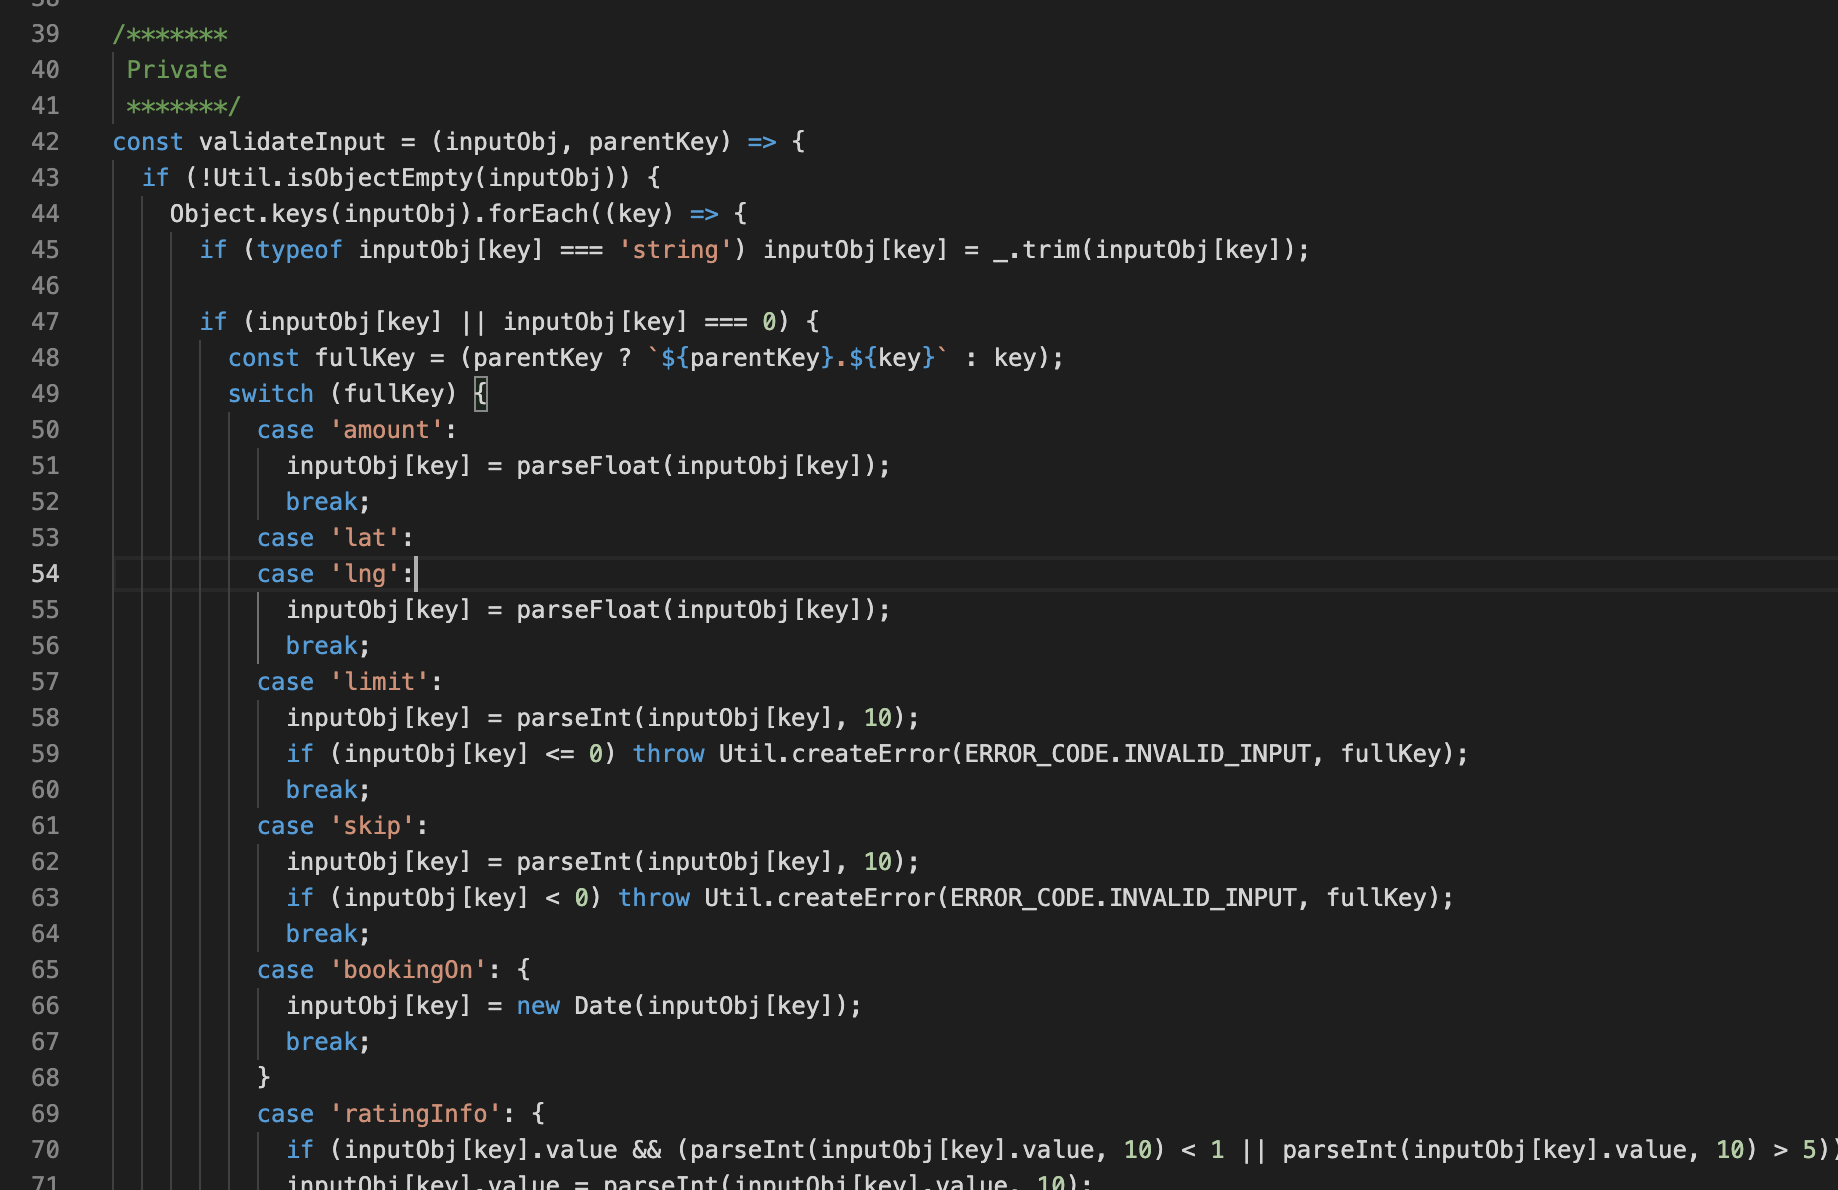 38
39 /*******
40 Private
41 *******/
42 const validateInput = (inputObj, parentKey) => {
43 if (!Util.isObjectEmpty(inputObj)) {
44 Object.keys(inputObj).forEach((key) => {
45 if (typeof inputObj[key] === 'string') inputObj[key] = _.trim(inputObj[key]);
46
47 if (inputObj[key] || inputObj[key] === 0) {
48 const fullKey = (parentKey ? `${parentKey}.${key}` : key);
49 switch (fullKey) {
50 case 'amount':
51 inputObj[key] = parseFloat(inputObj[key]);
52 break;
53 case 'lat':
54 case 'lng':
55 inputObj[key] = parseFloat(inputObj[key]);
56 break;
57 case 'limit':
58 inputObj[key] = parseInt(inputObj[key], 10);
59 if (inputObj[key] <= 0) throw Util.createError(ERROR_CODE.INVALID_INPUT, fullKey);
60 break;
61 case 'skip':
62 inputObj[key] = parseInt(inputObj[key], 10);
63 if (inputObj[key] < 0) throw Util.createError(ERROR_CODE.INVALID_INPUT, fullKey);
64 break;
65 case 'bookingOn': {
66 inputObj[key] = new Date(inputObj[key]);
67 break;
68 }
69 case 'ratingInfo': {
70 if (inputObj[key].value && (parseInt(inputObj[key].value, 10) < 1 || parseInt(inputObj[key].value, 10) > 5))
71 inputObj[key].value = parseInt(inputObj[key].value, 10);